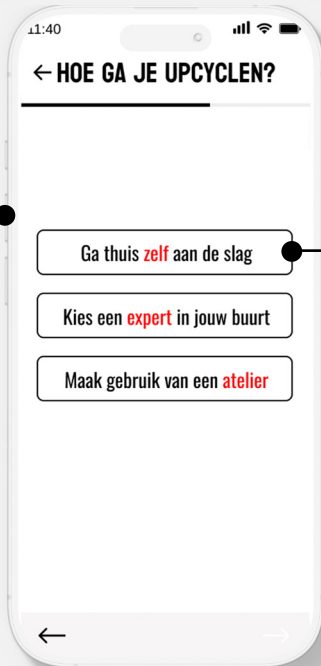 11:40
HOE GA JE UPCYCLEN?
Ga thuis zelf aan de slag
Kies een expert in jouw buurt
Maak gebruik van een atelier